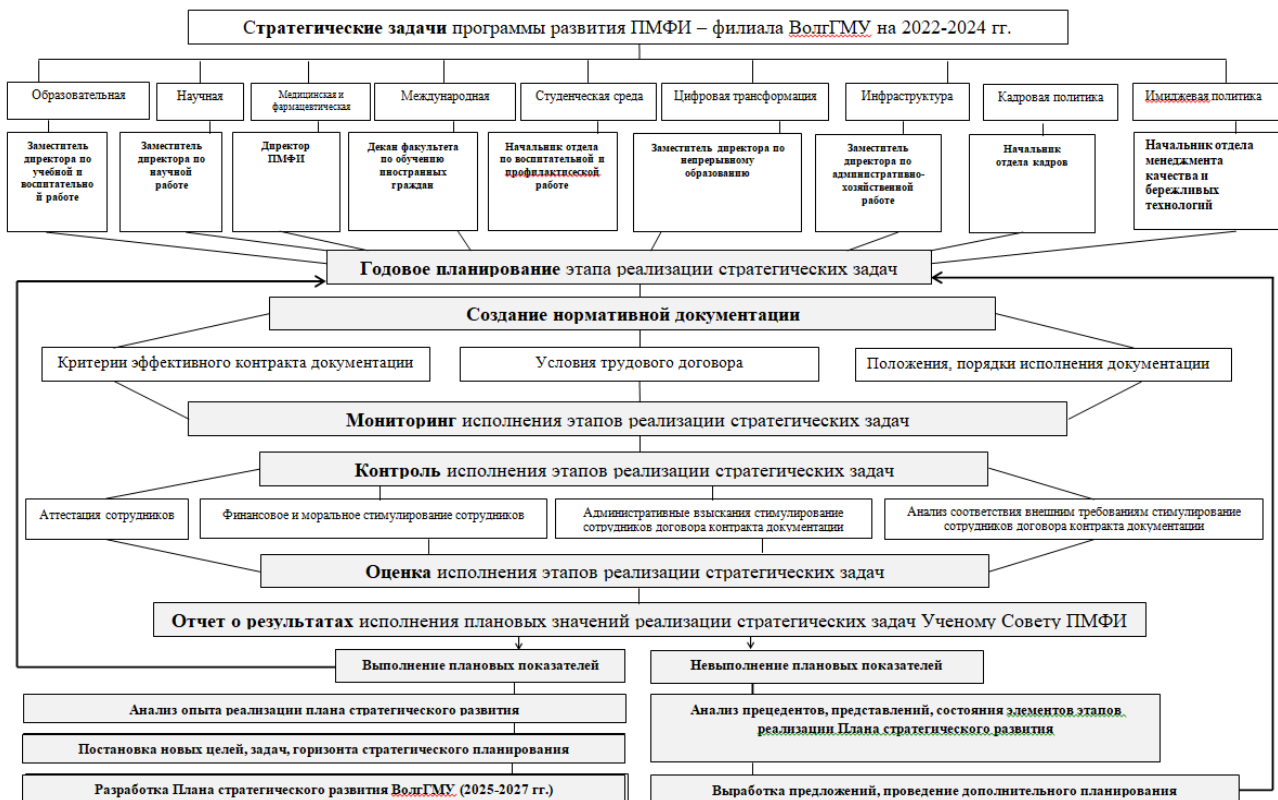 Стратегические задачи программы развития ПМФИ – филиала ВолгГМУ на 2022-2024 гг.
Образовательная
Научная
Медицинская и
фармацевтическая
Международная
Студенческая среда
Цифровая трансформация
Инфраструктура
Кадровая политика
Имиджевая политика
Заместитель
директора по
учебной и
воспитательно
й работе
Заместитель
директора по
научной
работе
Директор
ПМФИ
Декан факультета
по обучению
иностранных
граждан
Начальник отдела
по воспитательной и
профилактисеской
работе
Заместитель директора по
непрерывному
образованию
Заместитель
директора по
административно-
хозяйственной
работе
Начальник
отдела кадров
Начальник отдела
менеджмента
качества и
бережливых
технологий
Годовое планирование этапа реализации стратегических задач
Создание нормативной документации
Критерии эффективного контракта документации
Условия трудового договора
Положения, порядки исполнения документации
Мониторинг исполнения этапов реализации стратегических задач
Контроль исполнения этапов реализации стратегических задач
Аттестация сотрудников
Финансовое и моральное стимулирование сотрудников
Административные взыскания стимулирование
сотрудников договора контракта документации
Анализ соответствия внешним требованиям стимулирование
сотрудников договора контракта документации
Оценка исполнения этапов реализации стратегических задач
Отчет о результатах исполнения плановых значений реализации стратегических задач Ученому Совету ПМФИ
Выполнение плановых показателей
Невыполнение плановых показателей
Анализ опыта реализации плана стратегического развития
Анализ прецедентов, представлений, состояния элементов этапов
реализации Плана стратегического развития
Постановка новых целей, задач, горизонта стратегического планирования
Разработка Плана стратегического развития ВолгГМУ (2025-2027 гг.)
Выработка предложений, проведение дополнительного планирования